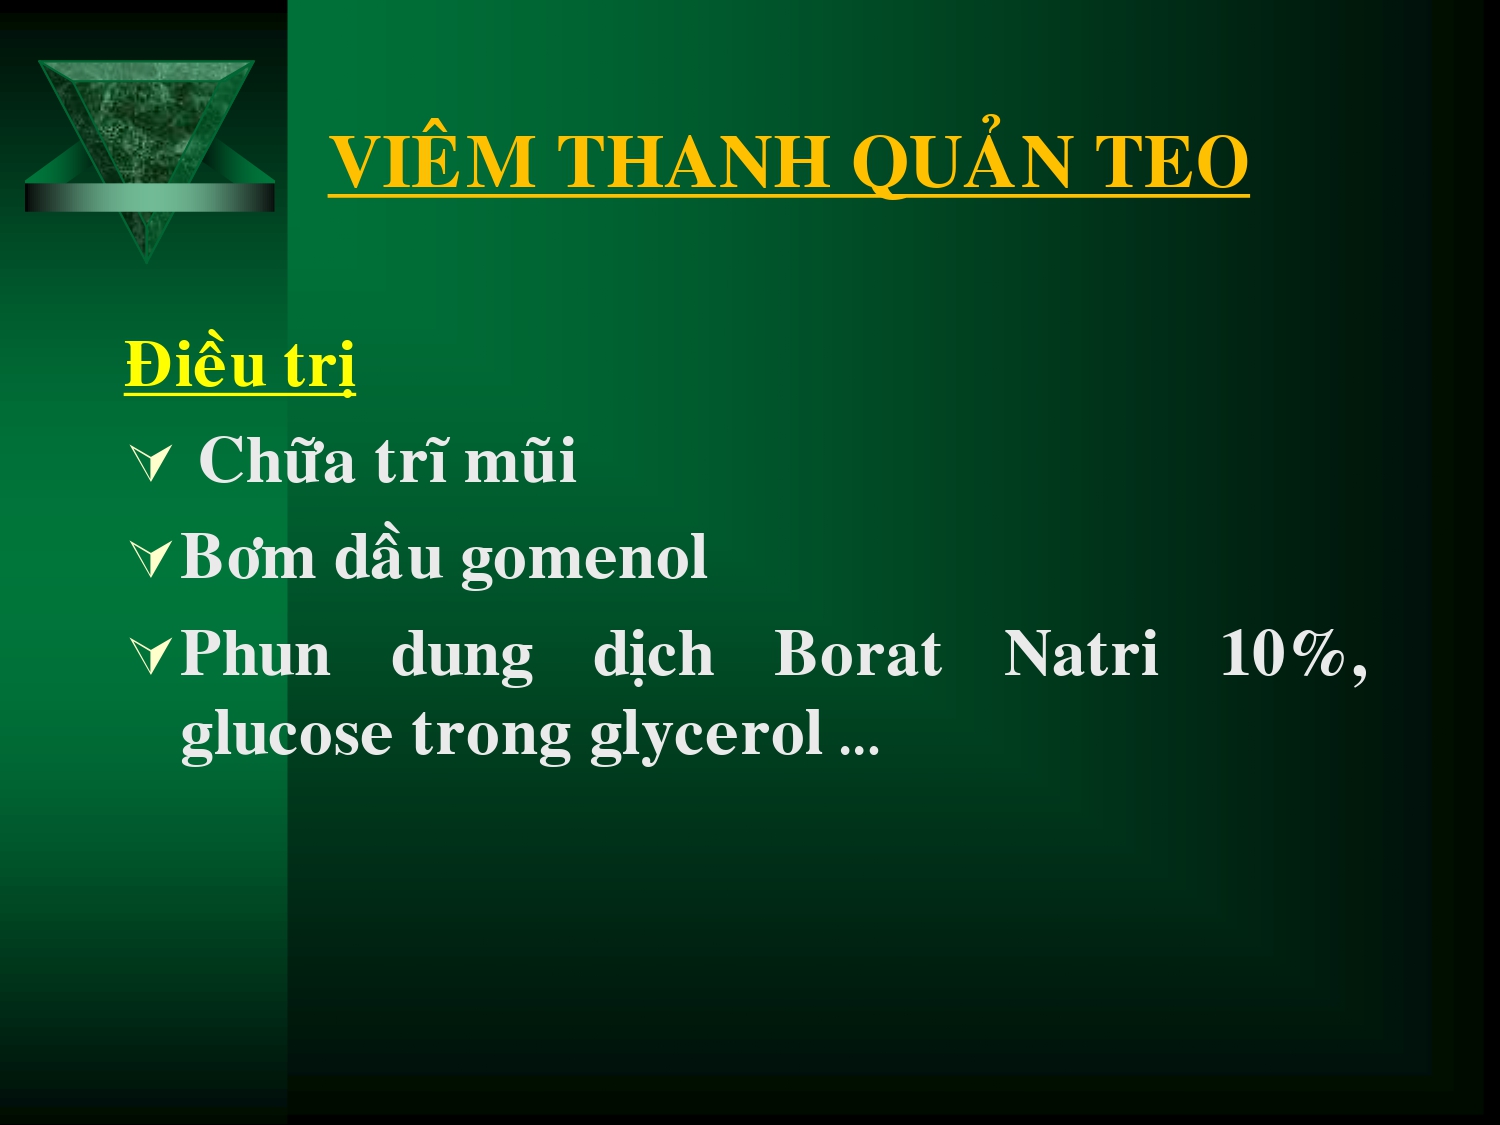 VIÊM THANH QUẢN TEO
Điều trị
Chữa trĩ mũi
Bơm dầu gomenol
Phun dung dịch Borat Natri 10%,
glucose trong glycerol ...